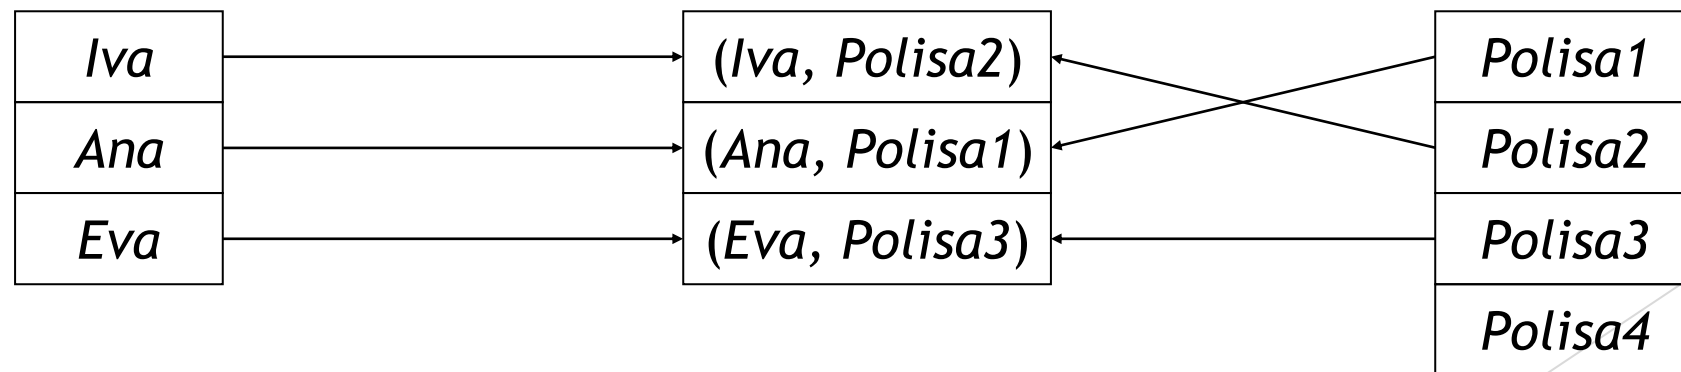 Iva (Iva, Polisa2) Polisa1
Ana (Ana, Polisa1) Polisa2
Eva (Eva, Polisa3) Polisa3
Polisa4